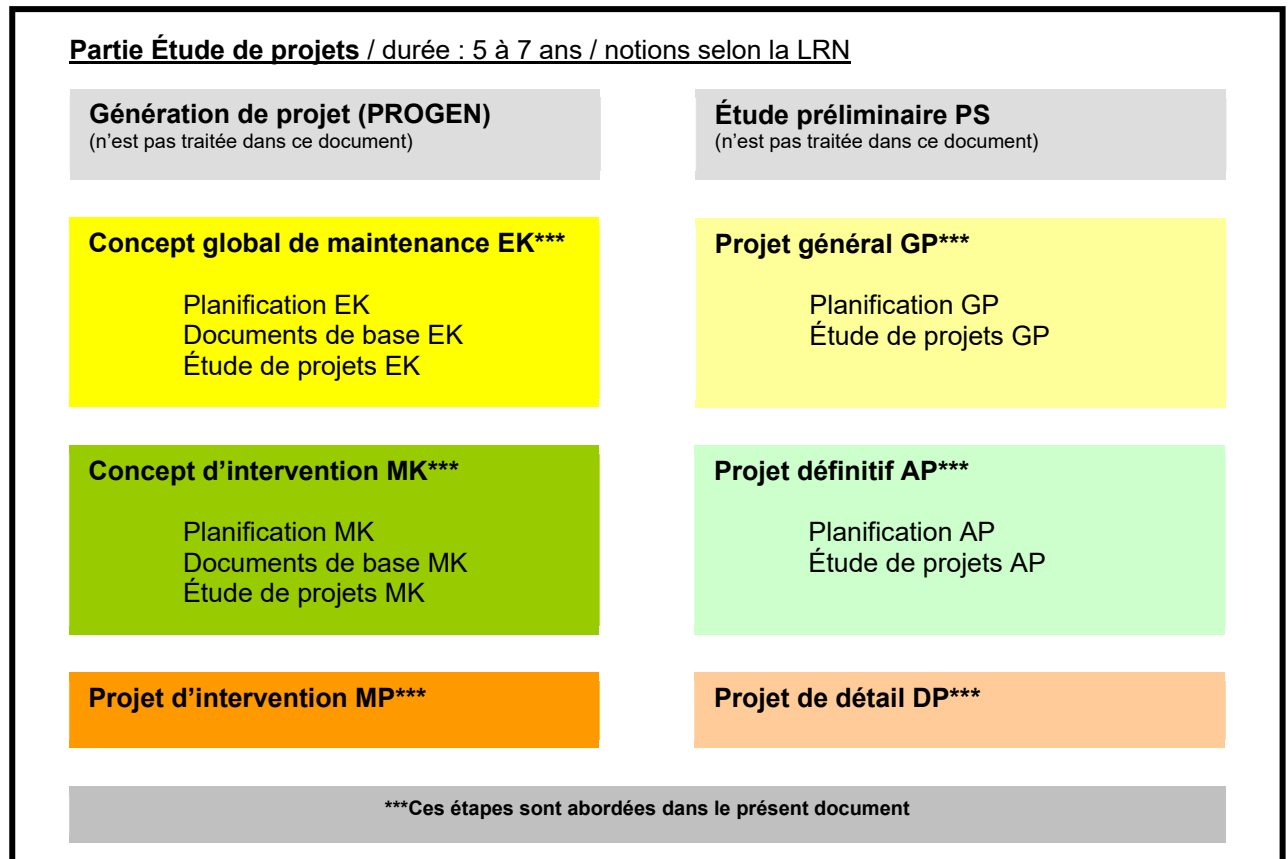 Partie Étude de projets / durée : 5 à 7 ans / notions selon la LRN
Génération de projet (PROGEN)
(n’est pas traitée dans ce document)
Étude préliminaire PS
(n’est pas traitée dans ce document)
Concept global de maintenance EK***
Planification EK
Documents de base EK
Étude de projets EK
Projet général GP***
Planification GP
Étude de projets GP
Concept d’intervention MK***
Planification MK
Documents de base MK
Étude de projets MK
Projet définitif AP***
Planification AP
Étude de projets AP
Projet d’intervention MP***
Projet de détail DP***
***Ces étapes sont abordées dans le présent document